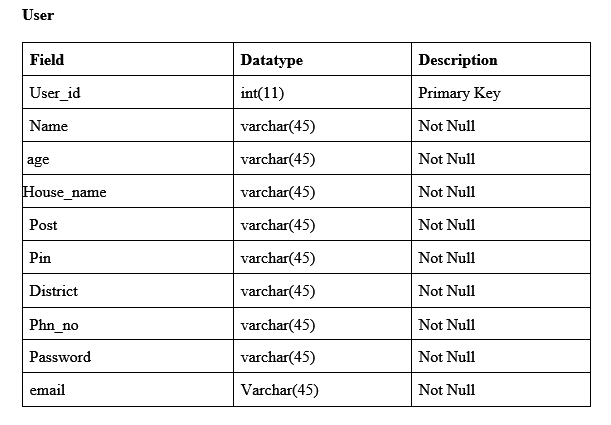 User
Field Datatype Description
User_id int(11) Primary Key
Name varchar(45) Not Null
age varchar(45) Not Null
House_name varchar(45) Not Null
Post varchar(45) Not Null
Pin varchar(45) Not Null
District varchar(45) Not Null
Phn_no varchar(45) Not Null
Password varchar(45) Not Null
email Varchar(45) Not Null